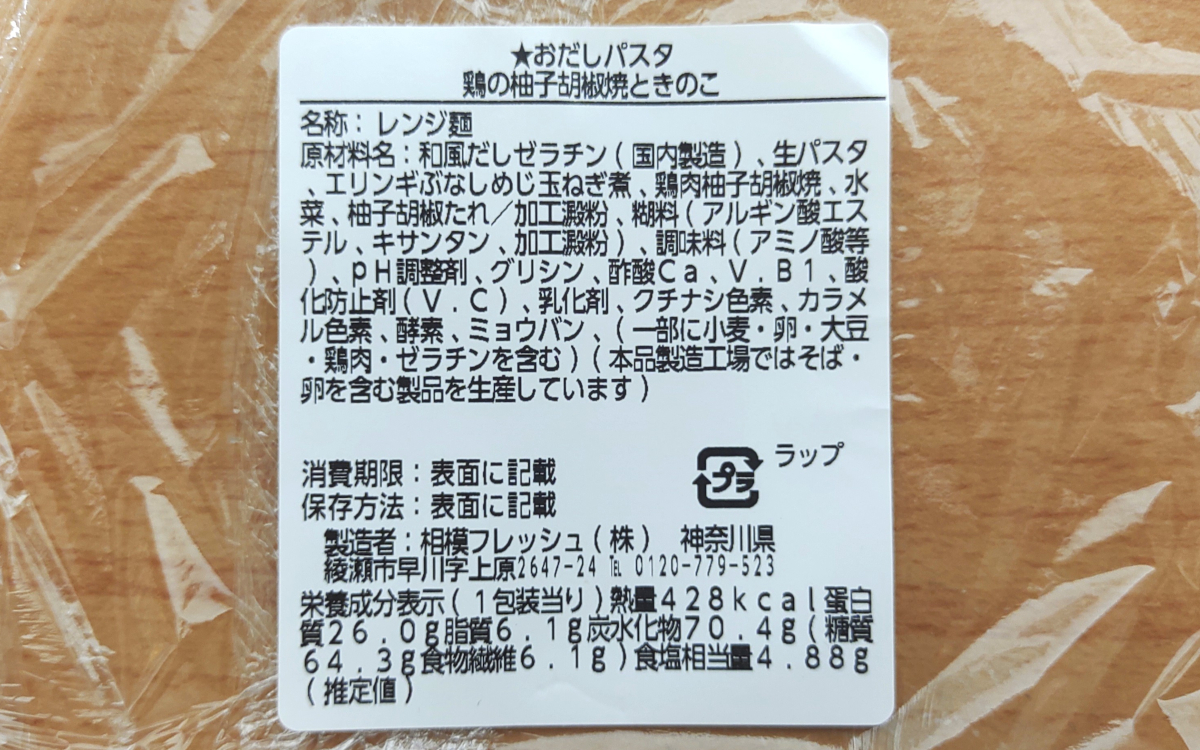 ★おだしパスタ
鶏の柚子胡椒焼ときのこ
名称：レンジ麺
原材料名：和風だしゼラチン（国内製造）、生パスタ
、エリンギぶなしめじ玉ねぎ煮、鶏肉柚子胡椒焼、水
菜、柚子胡椒たれ／加工澱粉、糊料（アルギン酸エス
テル、キサンタン、加工澱粉）、調味料（アミノ酸等
）、ｐＨ調整剤、グリシン、酢酸Ｃａ、Ｖ．Ｂ１、酸
化防止剤（Ｖ．Ｃ）、乳化剤、クチナシ色素、カラメ
ル色素、酵素、ミョウバン、（一部に小麦・卵・大豆
・鶏肉・ゼラチンを含む）（本品製造工場ではそば・
卵を含む製品を生産しています）
消費期限：表面に記載
保存方法：表面に記載
プラ ラップ
製造者：相模フレッシュ（株）　神奈川県
綾瀬市早川字上原2647-24 ℡ 0120-779-523
栄養成分表示（１包装当り）熱量４２８ｋｃａｌ蛋白
質２６．０ｇ脂質６．１ｇ炭水化物７０．４ｇ（糖質
６４．３ｇ食物繊維６．１ｇ）食塩相当量４．８８ｇ
（推定値）